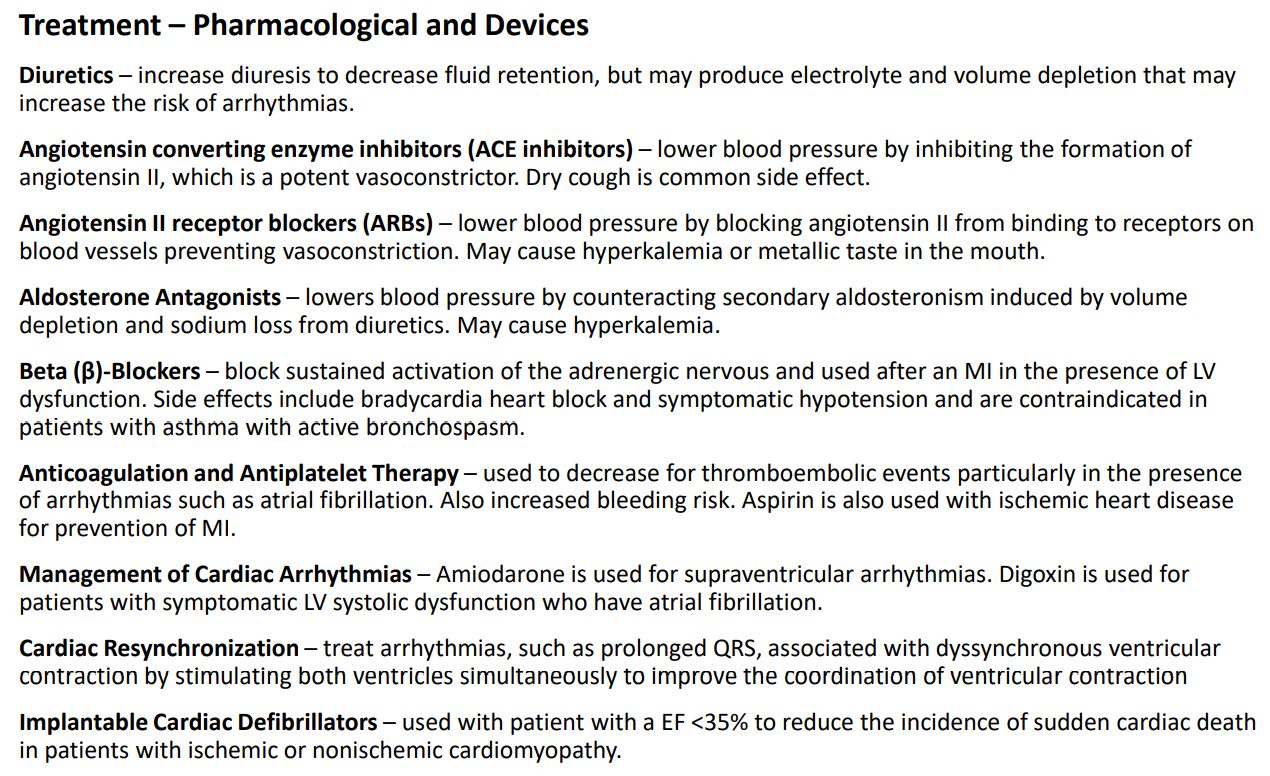 Treatment – Pharmacological and Devices
Diuretics – increase diuresis to decrease fluid retention, but may produce electrolyte and volume depletion that may
increase the risk of arrhythmias.
Angiotensin converting enzyme inhibitors (ACE inhibitors) – lower blood pressure by inhibiting the formation of
angiotensin II, which is a potent vasoconstrictor. Dry cough is common side effect.
Angiotensin II receptor blockers (ARBs) – lower blood pressure by blocking angiotensin II from binding to receptors on
blood vessels preventing vasoconstriction. May cause hyperkalemia or metallic taste in the mouth.
Aldosterone Antagonists – lowers blood pressure by counteracting secondary aldosteronism induced by volume
depletion and sodium loss from diuretics. May cause hyperkalemia.
Beta (β)-Blockers – block sustained activation of the adrenergic nervous and used after an MI in the presence of LV
dysfunction. Side effects include bradycardia heart block and symptomatic hypotension and are contraindicated in
patients with asthma with active bronchospasm.
Anticoagulation and Antiplatelet Therapy – used to decrease for thromboembolic events particularly in the presence
of arrhythmias such as atrial fibrillation. Also increased bleeding risk. Aspirin is also used with ischemic heart disease
for prevention of MI.
Management of Cardiac Arrhythmias – Amiodarone is used for supraventricular arrhythmias. Digoxin is used for
patients with symptomatic LV systolic dysfunction who have atrial fibrillation.
Cardiac Resynchronization – treat arrhythmias, such as prolonged QRS, associated with dyssynchronous ventricular
contraction by stimulating both ventricles simultaneously to improve the coordination of ventricular contraction
Implantable Cardiac Defibrillators – used with patient with a EF <35% to reduce the incidence of sudden cardiac death
in patients with ischemic or nonischemic cardiomyopathy.